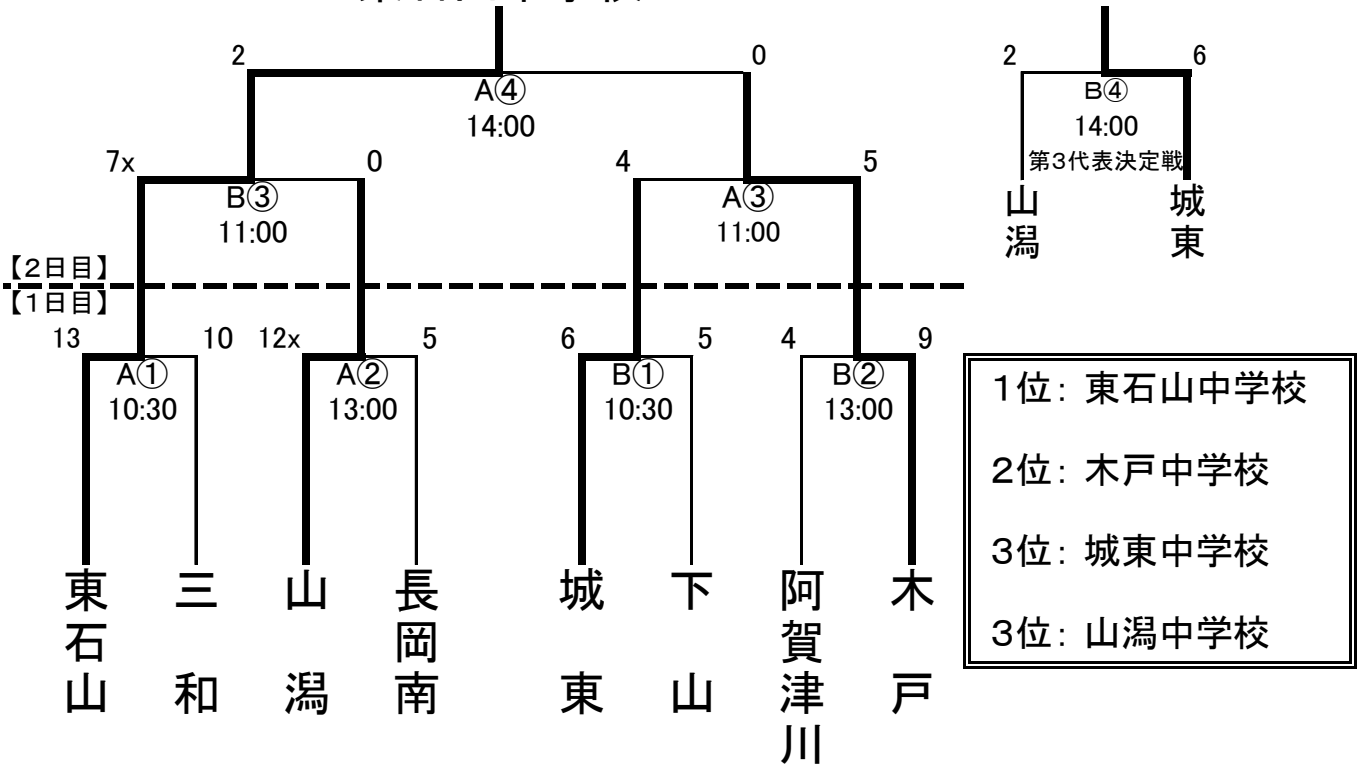 2 0 2 6
A④ B④
14:00 14:00
第3代表決定戦
7x 0 4 5
B③ A③
11:00 11:00
山潟 城東
【2日目】
【1日目】
13 10 12x 5 6 5 4 9
A① A② B① B②
10:30 13:00 10:30 13:00
東石山 三和 山潟 長岡南 城東 下山 阿賀津川 木戸
1位: 東石山中学校
2位: 木戸中学校
3位: 城東中学校
3位: 山潟中学校